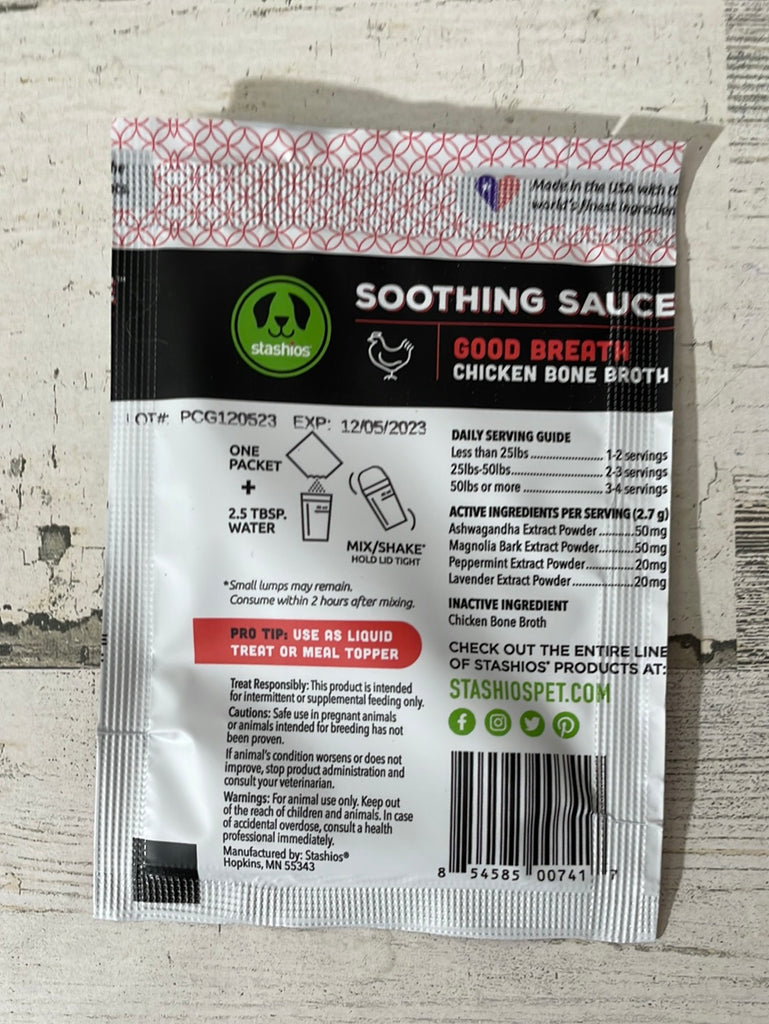 Made in the USA with t
world's finest ingredien
stashios®
SOOTHING SAUCE
GOOD BREATH
CHICKEN BONE BROTH
LOT#: PCG120523 EXP: 12/05/2023
ONE
PACKET
+
2.5 TBSP.
WATER
MIX/SHAKE*
HOLD LID TIGHT
*Small lumps may remain.
Consume within 2 hours after mixing.
PRO TIP: USE AS LIQUID
TREAT OR MEAL TOPPER
Treat Responsibly: This product is intended
for intermittent or supplemental feeding only.
Cautions: Safe use in pregnant animals
or animals intended for breeding has not
been proven.
If animal's condition worsens or does not
improve, stop product administration and
consult your veterinarian.
Warnings: For animal use only. Keep out
of the reach of children and animals. In case
of accidental overdose, consult a health
professional immediately.
Manufactured by: Stashios®
Hopkins, MN 55343
DAILY SERVING GUIDE
Less than 25lbs ........................ 1-2 servings
25lbs-50lbs............................... 2-3 servings
50lbs or more ........................... 3-4 servings
ACTIVE INGREDIENTS PER SERVING (2.7 g)
Ashwagandha Extract Powder ............50mg
Magnolia Bark Extract Powder............50mg
Peppermint Extract Powder................20mg
Lavender Extract Powder ....................20mg
INACTIVE INGREDIENT
Chicken Bone Broth
CHECK OUT THE ENTIRE LINE
OF STASHIOS® PRODUCTS AT:
STASHIOSPET.COM
8 54585 00741 7